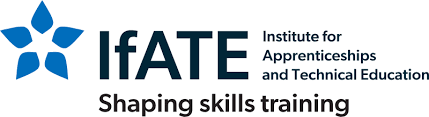 IfATE
Institute for
Apprenticeships
and Technical Education
Shaping skills training